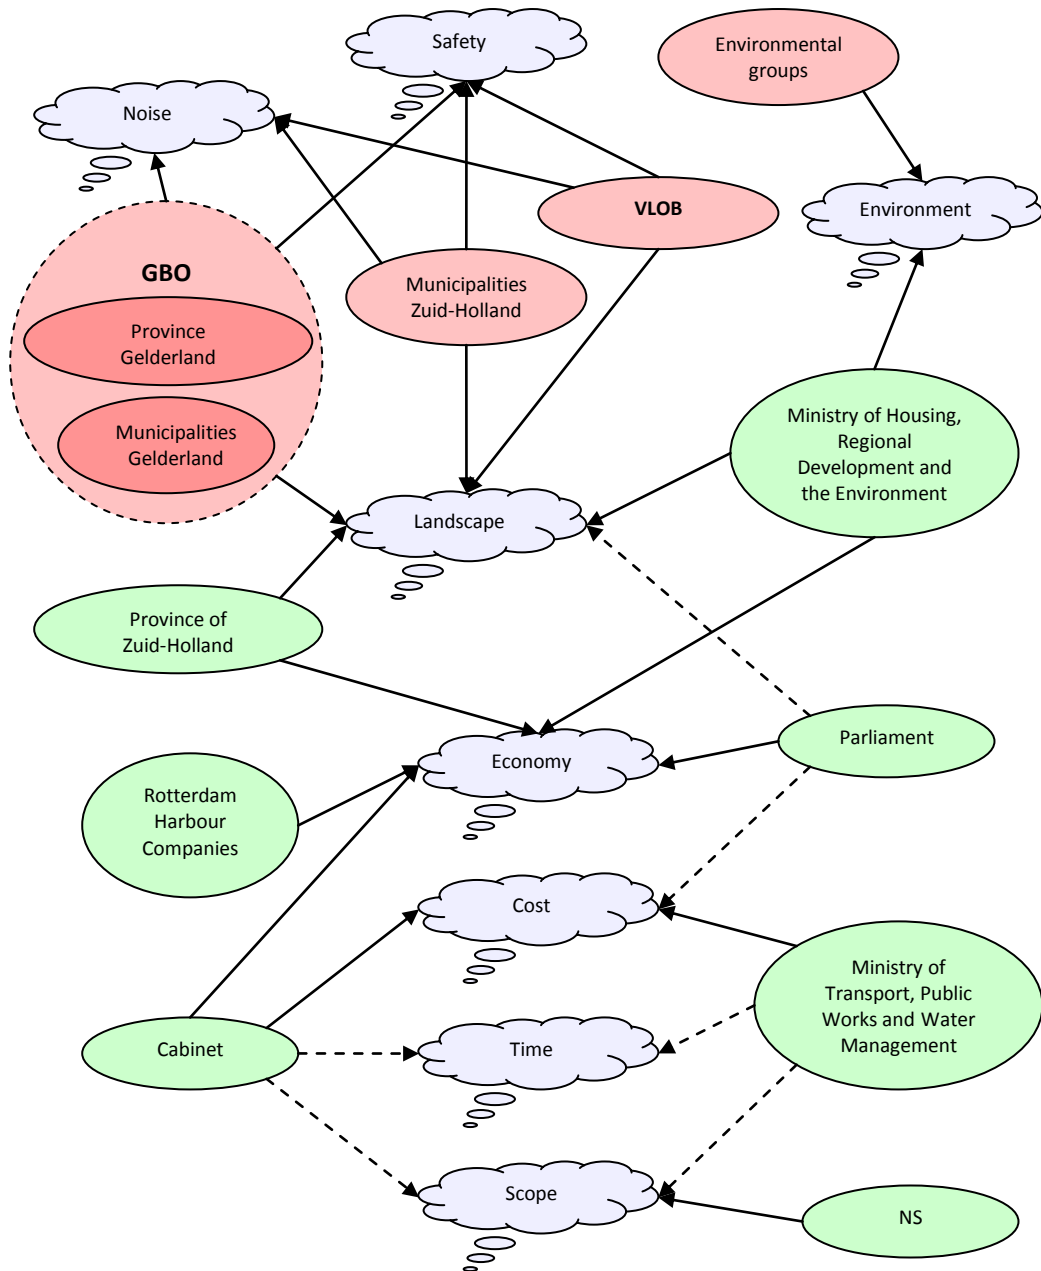 Safety
Environmental
groups
Noise
VLOB
Environment
GBO
Municipalities
Zuid-Holland
Province
Gelderland
Ministry of Housing,
Regional
Development and
the Environment
Municipalities
Gelderland
Landscape
Province of
Zuid-Holland
Parliament
Economy
Rotterdam
Harbour
Companies
Cost
Ministry of
Transport, Public
Works and Water
Management
Cabinet
Time
Scope
NS